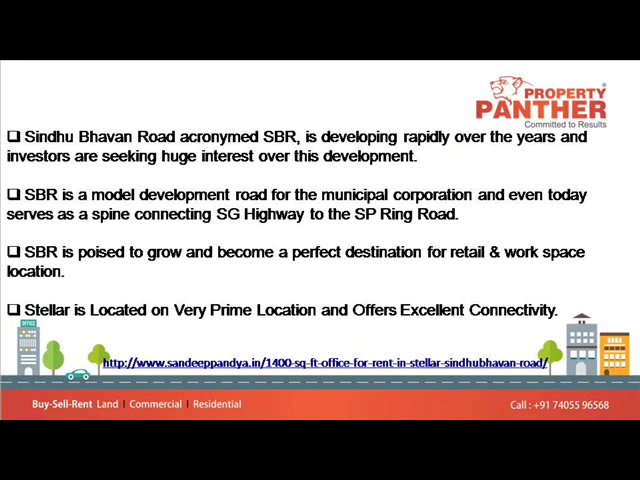 PROPERTY
PANTHER
Committed to Results
❑ Sindhu Bhavan Road acronymed SBR, is developing rapidly over the years and
investors are seeking huge interest over this development.
❑ SBR is a model development road for the municipal corporation and even today
serves as a spine connecting SG Highway to the SP Ring Road.
❑ SBR is poised to grow and become a perfect destination for retail & work space
location.
❑ Stellar is Located on Very Prime Location and Offers Excellent Connectivity.
OFFICE
http://www.sandeeppandya.in/1400-sq-ft-office-for-rent-in-stellar-sindhubhavan-road/
Buy-Sell-Rent Land | Commercial | Residential
Call : +91 74055 96568